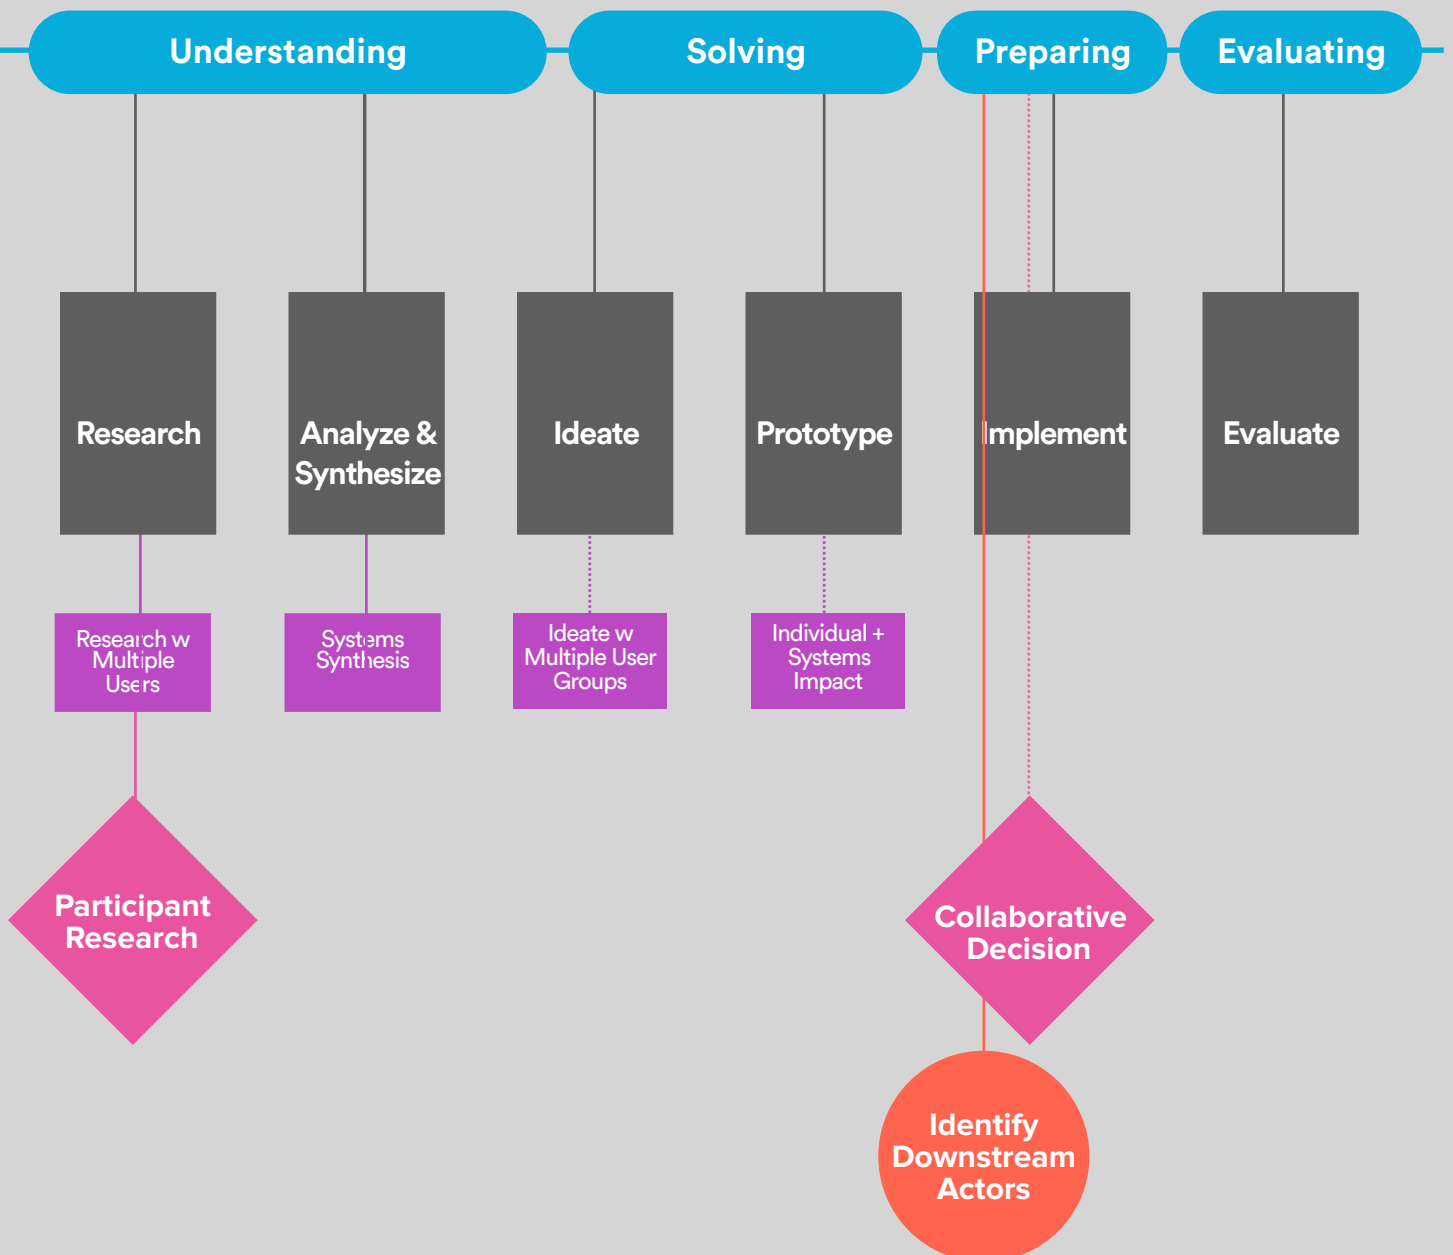 Understanding
Solving
Preparing
Evaluating
Research
Analyze &
Synthesize
Ideate
Prototype
Implement
Evaluate
Research w
Multiple
Users
Systems
Synthesis
Ideate w
Multiple User
Groups
Individual +
Systems
Impact
Participant
Research
Collaborative
Decision
Identify
Downstream
Actors